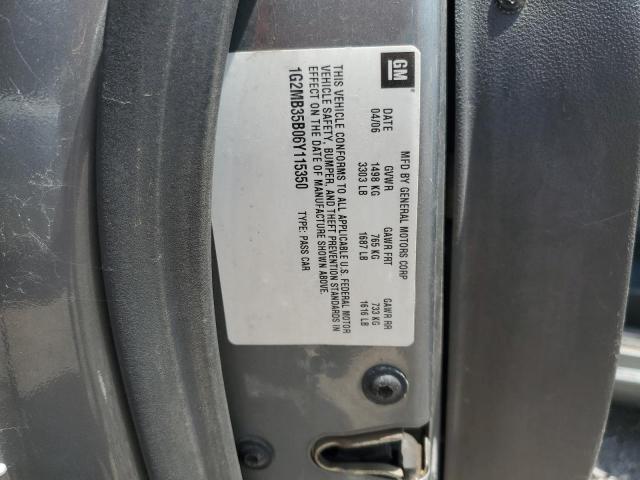 GM
MFD BY GENERAL MOTORS CORP
DATE GVWR GAWR FRT GAWR RR
04/06 1498 KG 765 KG 733 KG
3303 LB 1687 LB 1616 LB
THIS VEHICLE CONFORMS TO ALL APPLICABLE U.S. FEDERAL MOTOR
VEHICLE SAFETY, BUMPER, AND THEFT PREVENTION STANDARDS IN
EFFECT ON THE DATE OF MANUFACTURE SHOWN ABOVE.
1G2MB35B06Y115350 TYPE: PASS CAR